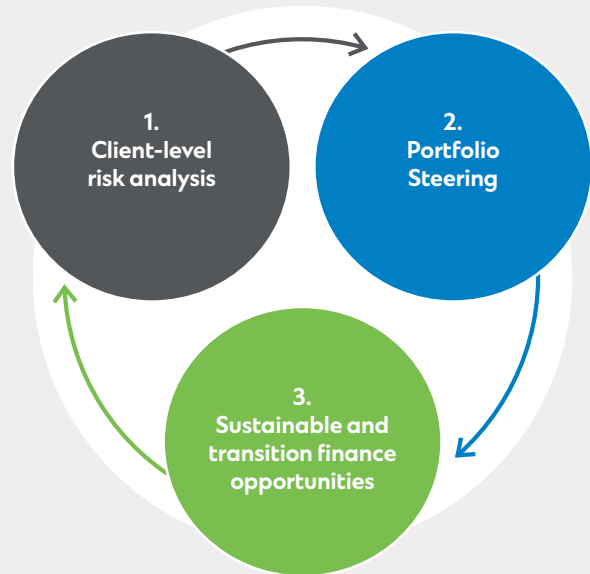 1.
Client-level
risk analysis
2.
Portfolio
Steering
3.
Sustainable and
transition finance
opportunities